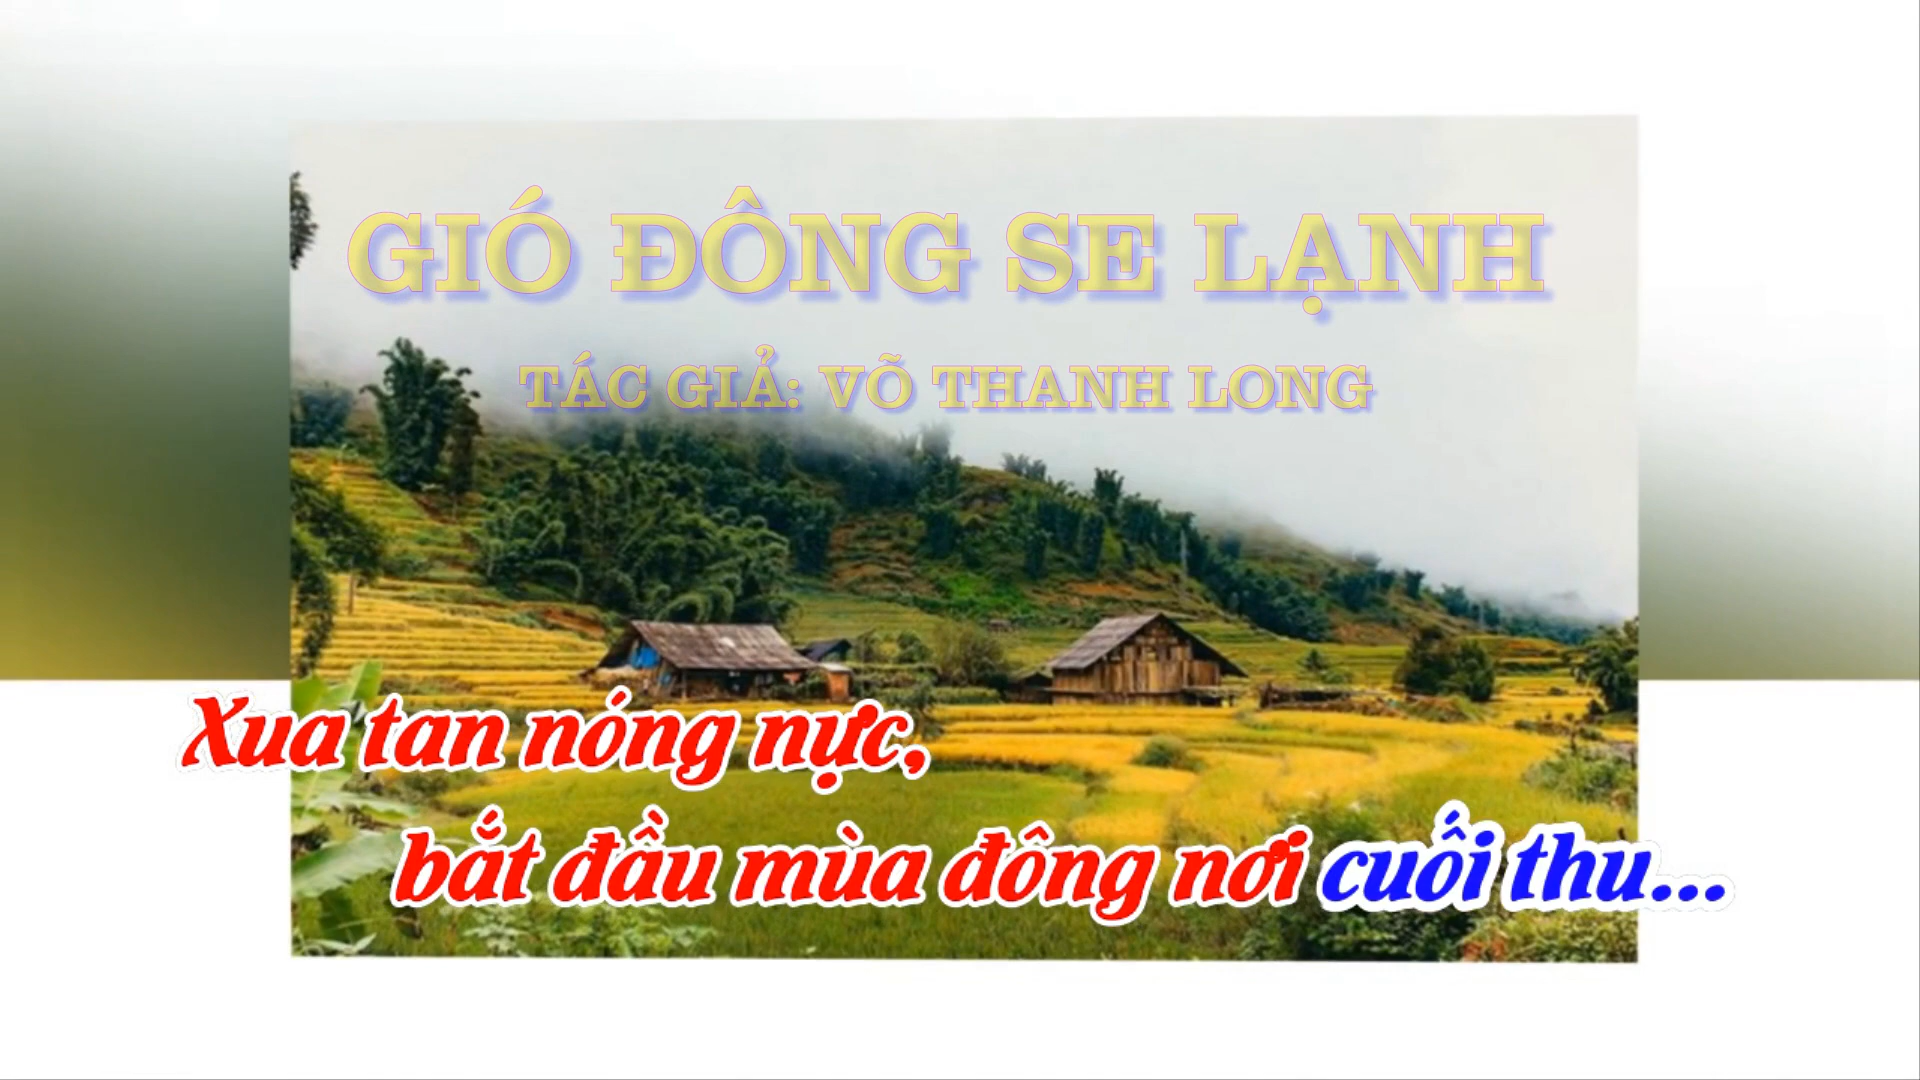 GIÓ ĐÔNG SE LẠNH
TÁC GIẢ: VÕ THANH LONG
Xua tan nóng nực,
bắt đầu mùa đông nơi cuối thu...